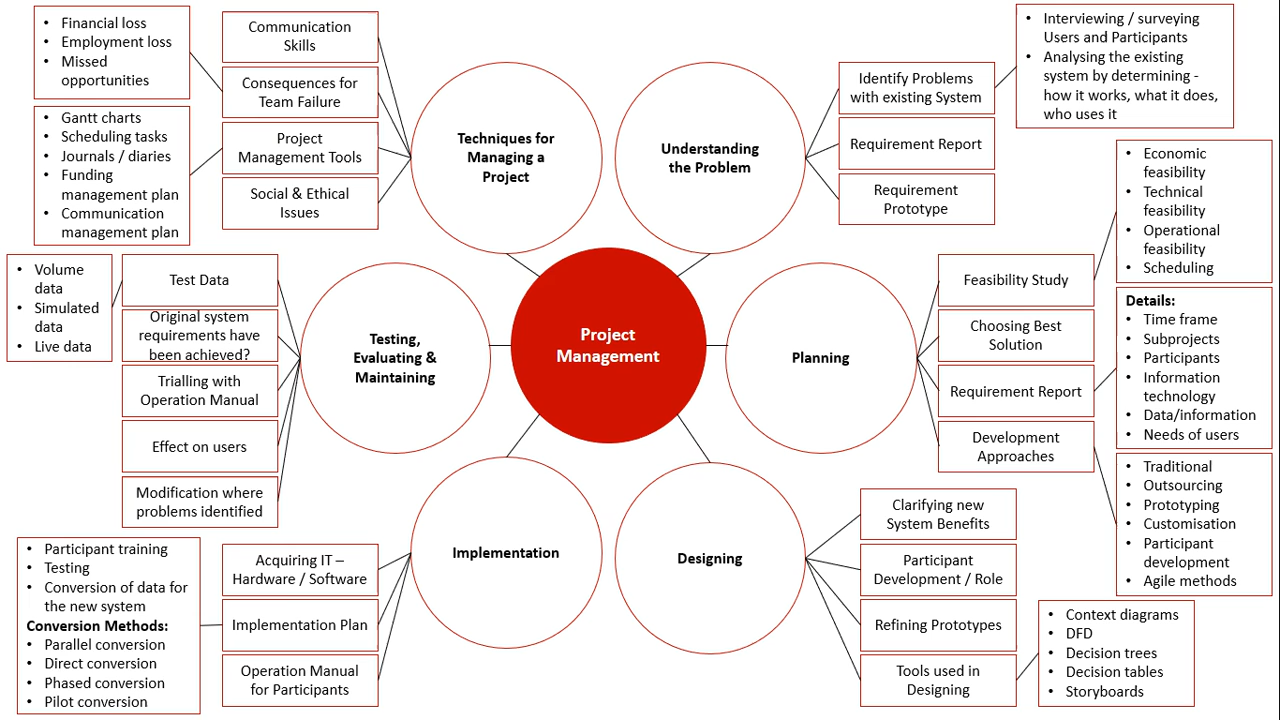 • Financial loss
• Employment loss
• Missed
opportunities
• Gantt charts
• Scheduling tasks
• Journals / diaries
• Funding
management plan
• Communication
management plan
Communication
Skills
Consequences for
Team Failure
Project
Management Tools
Social & Ethical
Issues
Techniques for
Managing a
Project
Understanding
the Problem
Identify Problems
with existing System
Requirement Report
Requirement
Prototype
• Interviewing / surveying
Users and Participants
• Analysing the existing
system by determining -
how it works, what it does,
who uses it
• Volume
data
• Simulated
data
• Live data
Test Data
Original system
requirements have
been achieved?
Trialling with
Operation Manual
Effect on users
Modification where
problems identified
Testing,
Evaluating &
Maintaining
Project
Management
Planning
Feasibility Study
Choosing Best
Solution
Requirement Report
Development
Approaches
• Economic
feasibility
• Technical
feasibility
• Operational
feasibility
• Scheduling
Details:
• Time frame
• Subprojects
• Participants
• Information
technology
• Data/information
• Needs of users
• Traditional
• Outsourcing
• Prototyping
• Customisation
• Participant
development
• Agile methods
• Participant training
• Testing
• Conversion of data for
the new system
Conversion Methods:
• Parallel conversion
• Direct conversion
• Phased conversion
• Pilot conversion
Acquiring IT –
Hardware / Software
Implementation Plan
Operation Manual
for Participants
Implementation
Designing
Clarifying new
System Benefits
Participant
Development / Role
Refining Prototypes
Tools used in
Designing
• Context diagrams
• DFD
• Decision trees
• Decision tables
• Storyboards